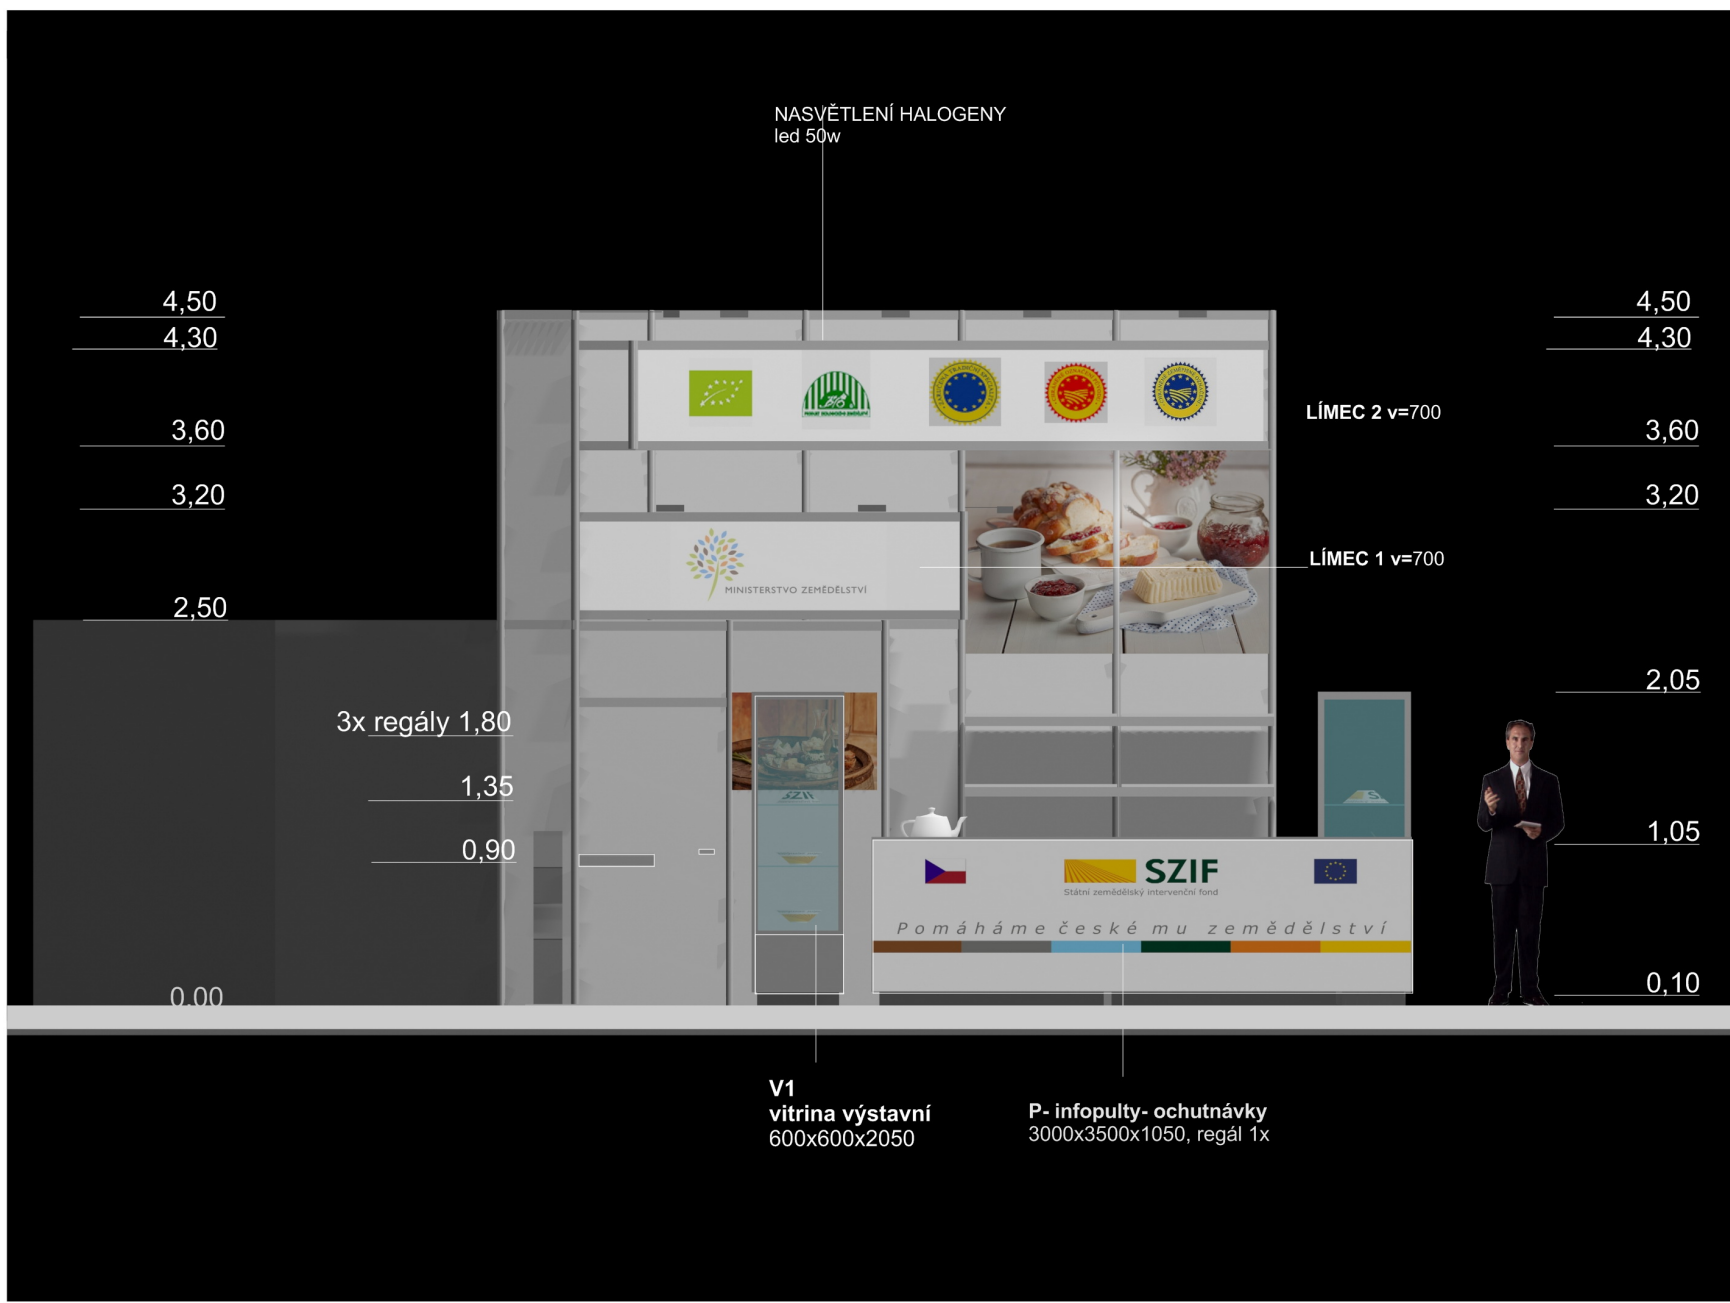 NASVĚTLENÍ HALOGENY
led 50w
4,50
4,30
3,60
3,20
2,50
3x regály 1,80
1,35
0,90
0,00
4,50
4,30
LÍMEC 2 v=700
3,60
3,20
LÍMEC 1 v=700
2,05
1,05
0,10
MINISTERSTVO ZEMĚDĚLSTVÍ
SZIF
SZIF
Státní zemědělský intervenční fond
Pomáháme české mu zemědělství
V1
vitrina výstavní
600x600x2050
P- infopulty- ochutnávky
3000x3500x1050, regál 1x